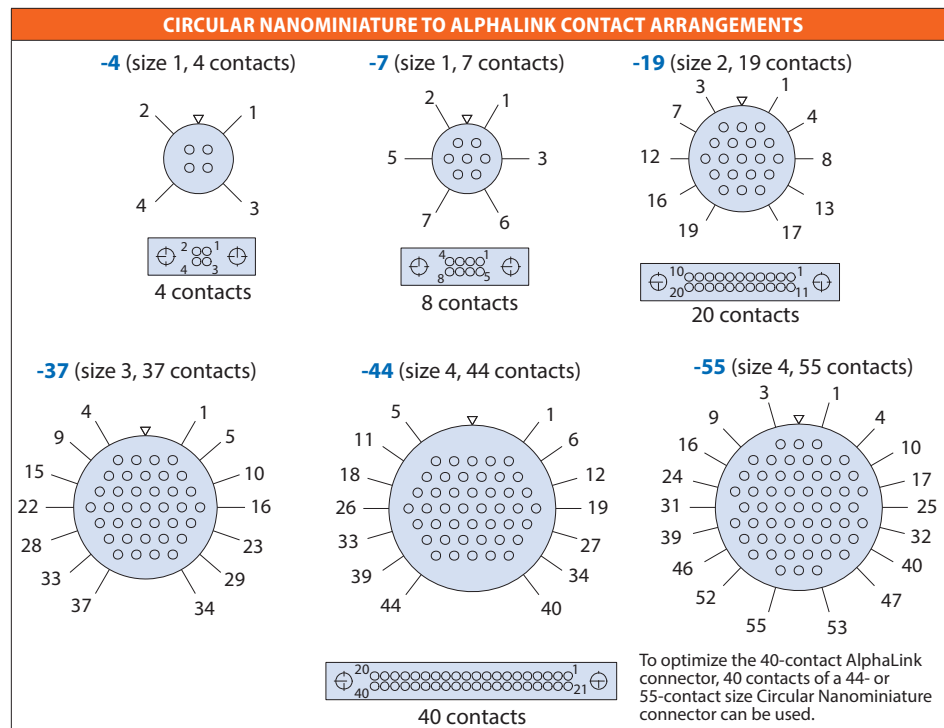 CIRCULAR NANOMINIATURE TO ALPHALINK CONTACT ARRANGEMENTS
-4 (size 1, 4 contacts)
2 1
4 3
2 1
4 3
4 contacts
-7 (size 1, 7 contacts)
2 1
5 3
7 6
4 1
8 5
8 contacts
-19 (size 2, 19 contacts)
3 1
7 4
12 8
16 13
19 17
10 1
20 11
20 contacts
-37 (size 3, 37 contacts)
4 1
9 5
15 10
22 16
28 23
33 29
37 34
-44 (size 4, 44 contacts)
5 1
11 6
18 12
26 19
33 27
39 34
44 40
20 1
40 21
40 contacts
-55 (size 4, 55 contacts)
3 1
9 4
16 10
24 17
31 25
39 32
46 40
52 47
55 53
To optimize the 40-contact AlphaLink
connector, 40 contacts of a 44- or
55-contact size Circular Nanominiature
connector can be used.